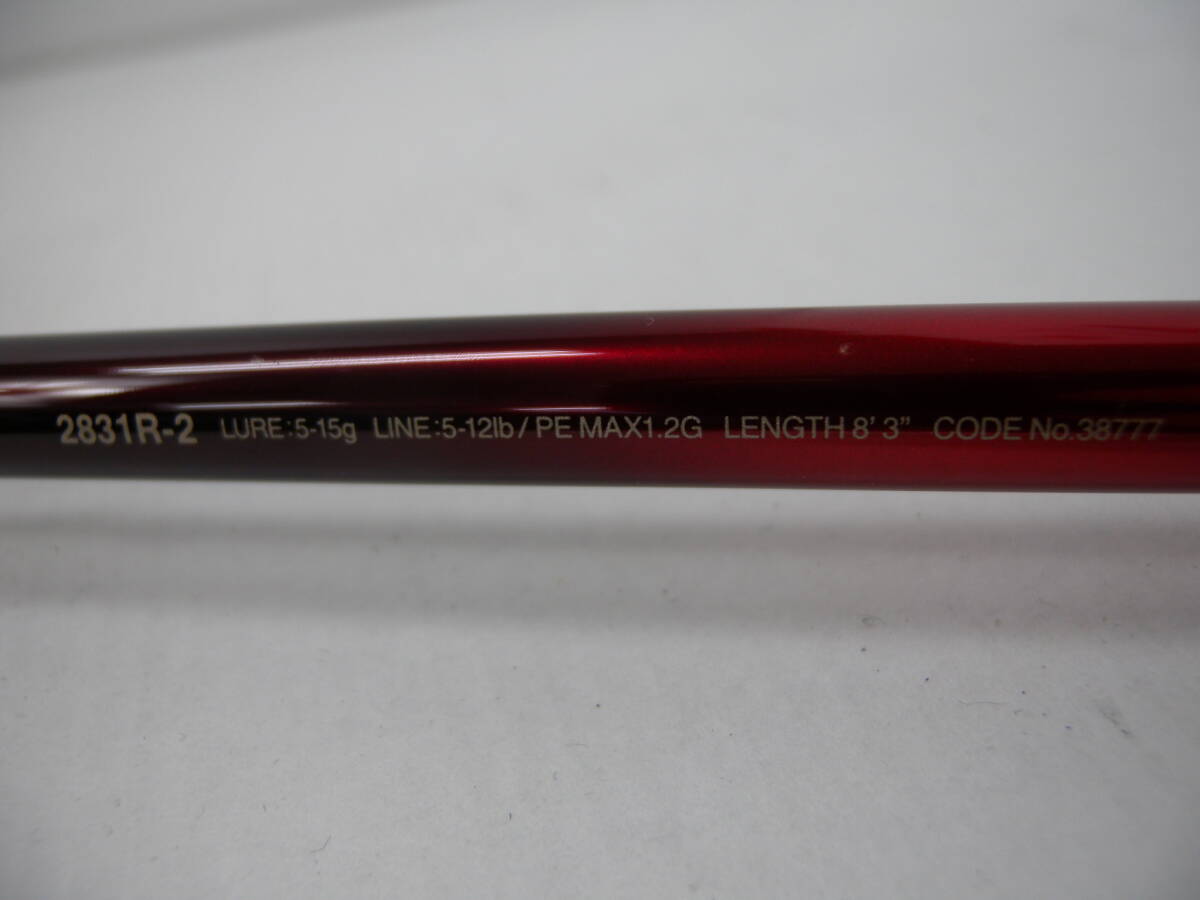 2831R-2 LURE:5-15g LINE:5-12lb / PE MAX1.2G LENGTH 8' 3" CODE No.38777